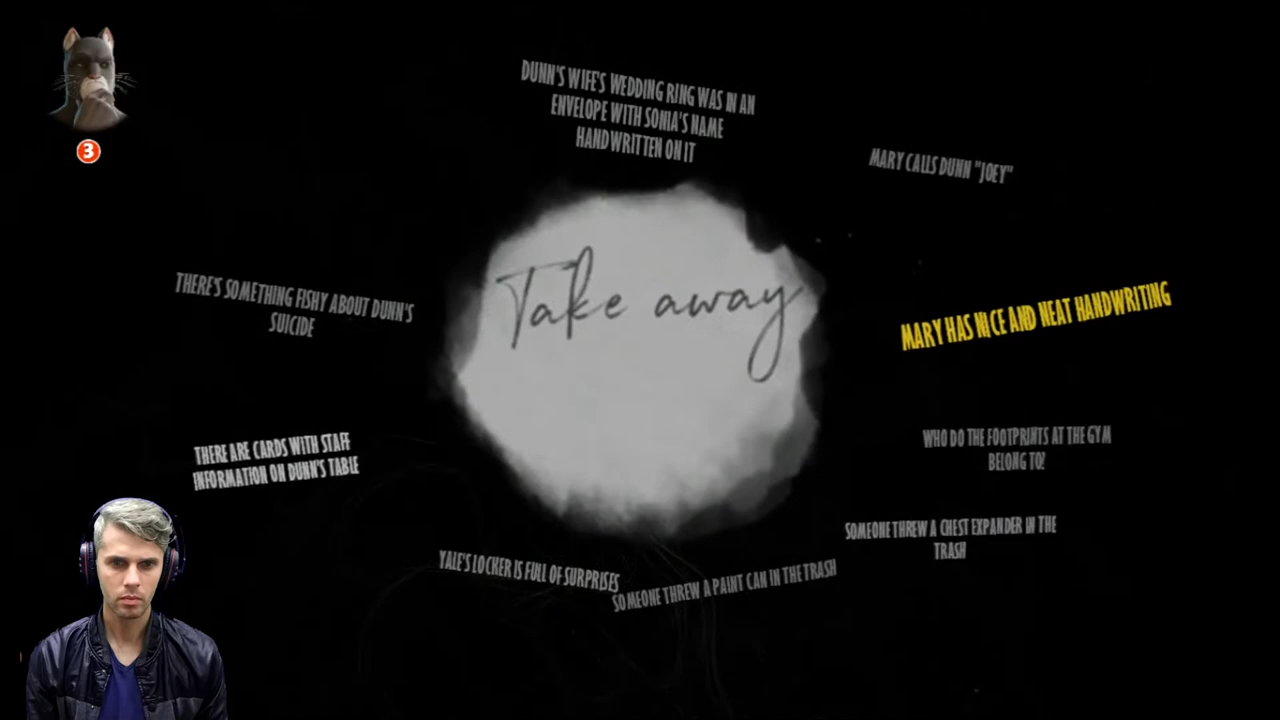 DUNN'S WIFE'S WEDDING RING WAS IN AN
ENVELOPE WITH SONIA'S NAME
HANDWRITTEN ON IT
MARY CALLS DUNN "JOEY"
3
Take away
THERE'S SOMETHING FISHY ABOUT DUNN'S
SUICIDE
MARY HAS NICE AND NEAT HANDWRITING
THERE ARE CARDS WITH STAFF
INFORMATION ON DUNN'S TABLE
WHO DO THE FOOTPRINTS AT THE GYM
BELONG TO?
SOMEONE THREW A CHEST EXPANDER IN THE
TRASH
YALE'S LOCKER IS FULL OF SURPRISES
SOMEONE THREW A PAINT CAN IN THE TRASH